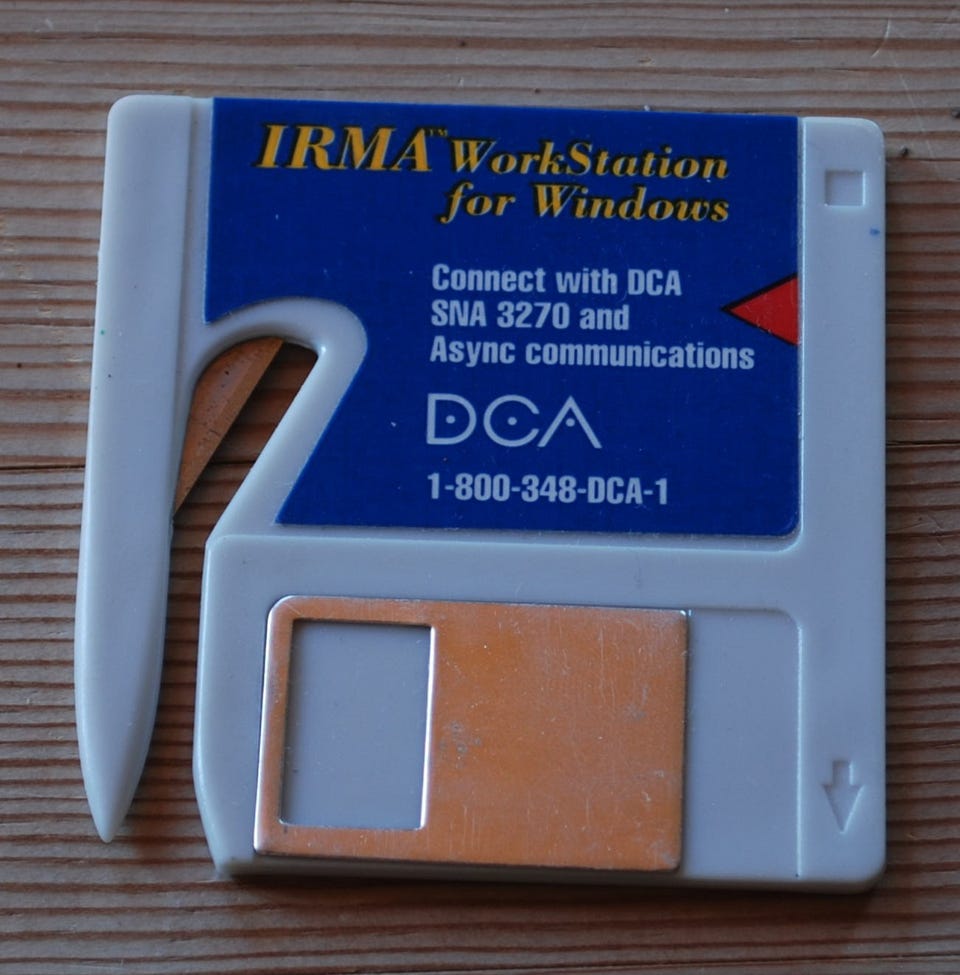 IRMA™ WorkStation
for Windows
Connect with DCA
SNA 3270 and
Async communications
DCA
1-800-348-DCA-1